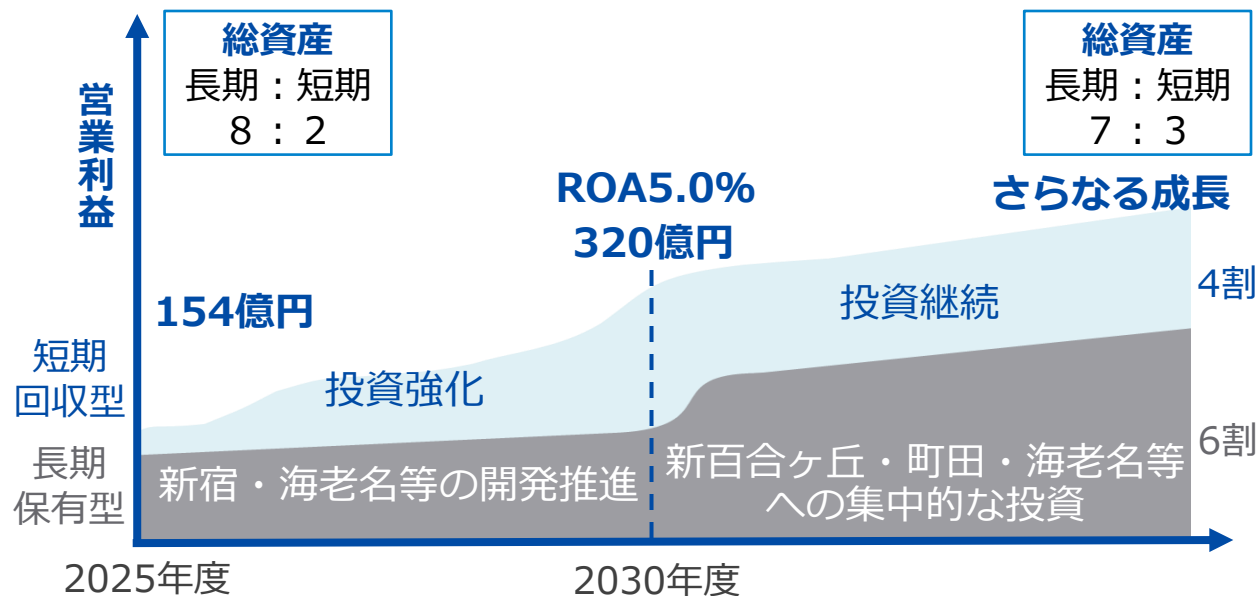 総資産
長期：短期
8 : 2
総資産
長期：短期
7 : 3
営業利益
ROA5.0%
320億円
さらなる成長
154億円
投資強化
投資継続
4割
短期
回収型
6割
長期
保有型
新宿・海老名等の開発推進
新百合ヶ丘・町田・海老名等
への集中的な投資
2025年度
2030年度